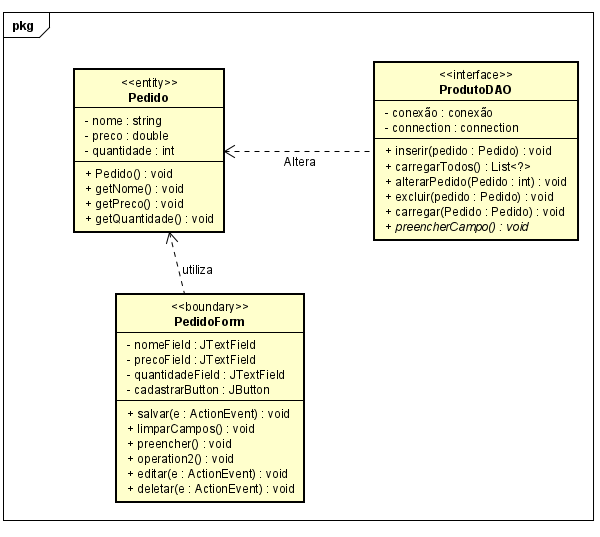 pkg
<<entity>>
Pedido
- nome : string
- preco : double
- quantidade : int
+ Pedido() : void
+ getNome() : void
+ getPreco() : void
+ getQuantidade() : void
<<interface>>
ProdutoDAO
- conexão : conexão
- connection : connection
+ inserir(pedido : Pedido) : void
+ carregarTodos() : List<?>
+ alterarPedido(Pedido : int) : void
+ excluir(pedido : Pedido) : void
+ carregar(Pedido : Pedido) : void
+ preencherCampo() : void
Altera
utiliza
<<boundary>>
PedidoForm
- nomeField : JTextField
- precoField : JTextField
- quantidadeField : JTextField
- cadastrarButton : JButton
+ salvar(e : ActionEvent) : void
+ limparCampos() : void
+ preencher() : void
+ operation2() : void
+ editar(e : ActionEvent) : void
+ deletar(e : ActionEvent) : void